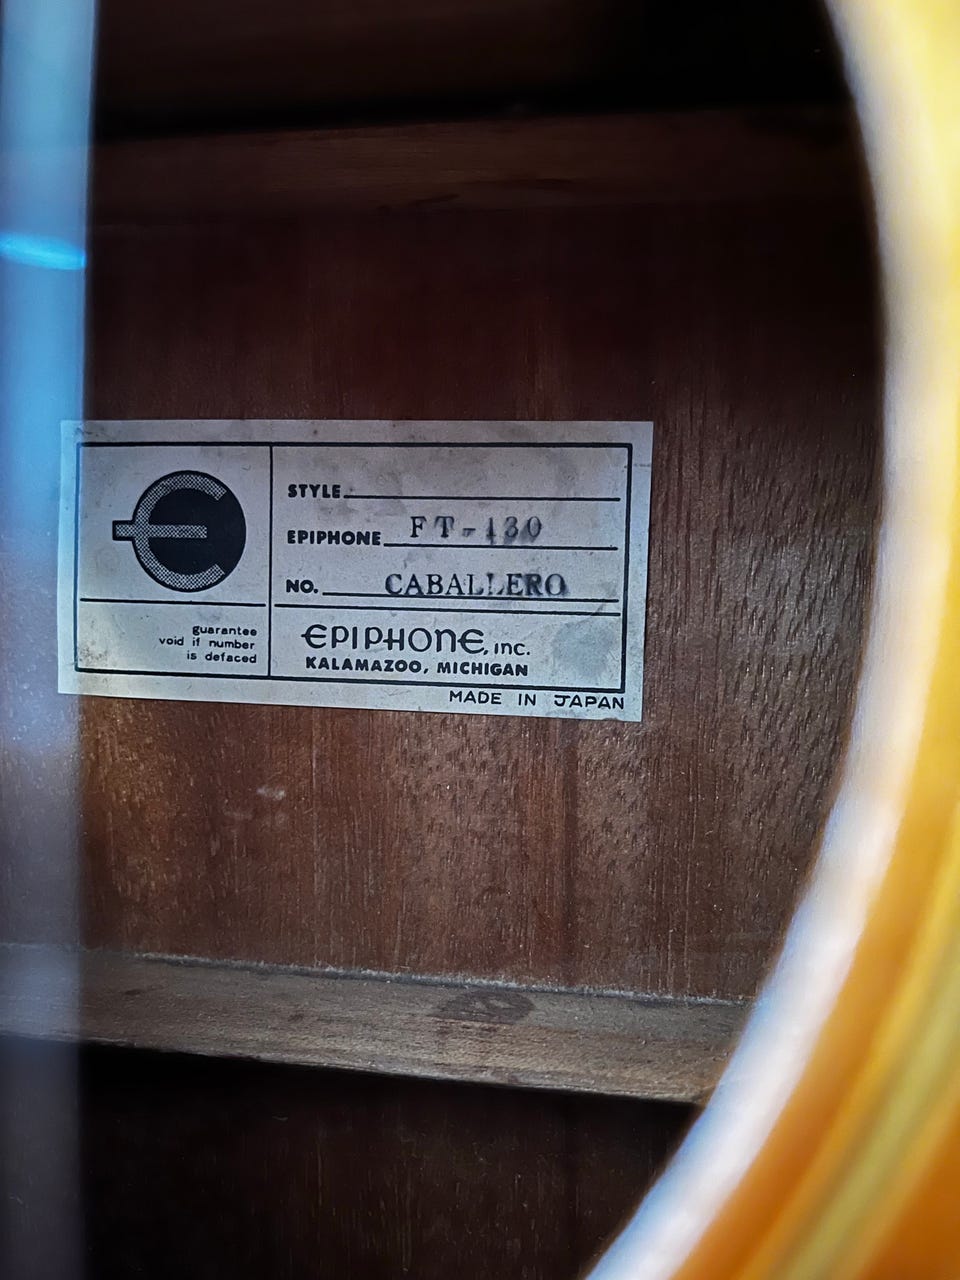 STYLE
EPIPHONE FT-130
NO. CABALLERO
guarantee
void if number
is defaced
EPIPHONE, INC.
KALAMAZOO, MICHIGAN
MADE IN JAPAN